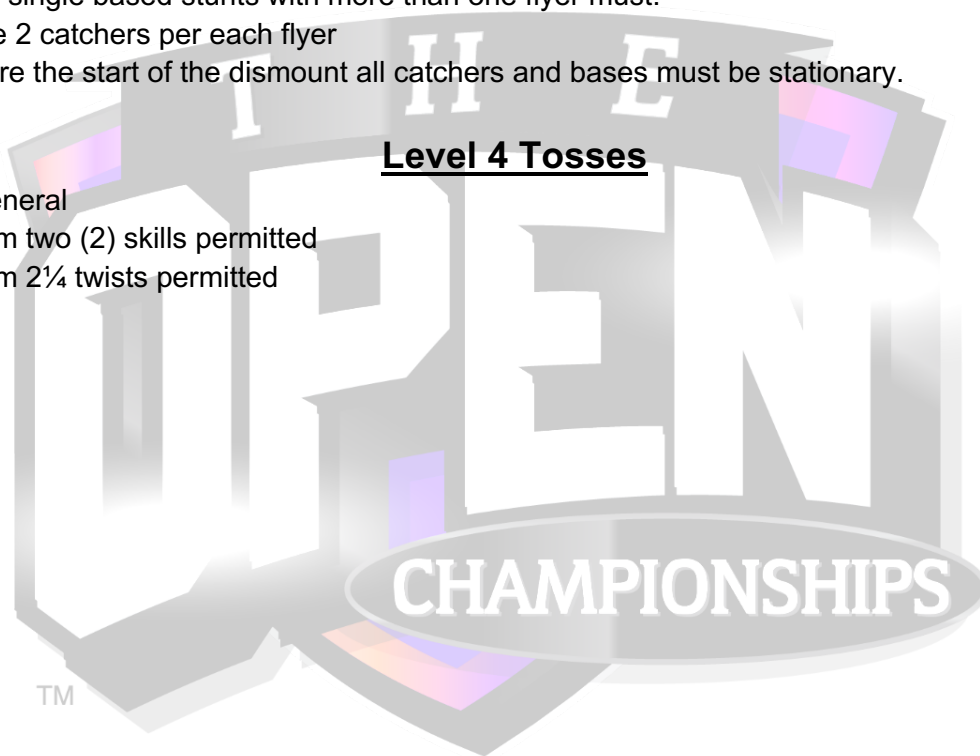 single based stunts with more than one flyer must:
e 2 catchers per each flyer
re the start of the dismount all catchers and bases must be stationary.
THE
Level 4 Tosses
eneral
m two (2) skills permitted
m 2¼ twists permitted
OPEN
CHAMPIONSHIPS
TM